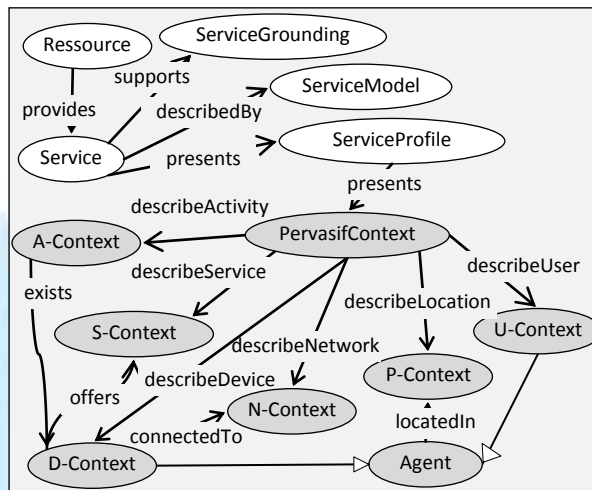 ServiceGrounding
Ressource
supports
ServiceModel
provides
describedBy
ServiceProfile
Service
presents
presents
describeActivity
A-Context
PervasifContext
describeService
describeUser
exists
describeLocation
S-Context
U-Context
describeNetwork
describeDevice
P-Context
offers
N-Context
connectedTo
locatedIn
D-Context
Agent